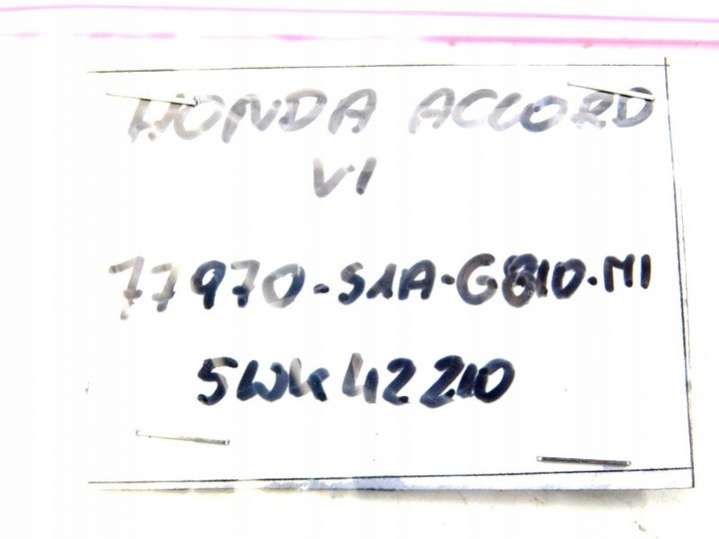 HONDA ACCORD
VI
77970-S1A-G810-M1
5WK42210